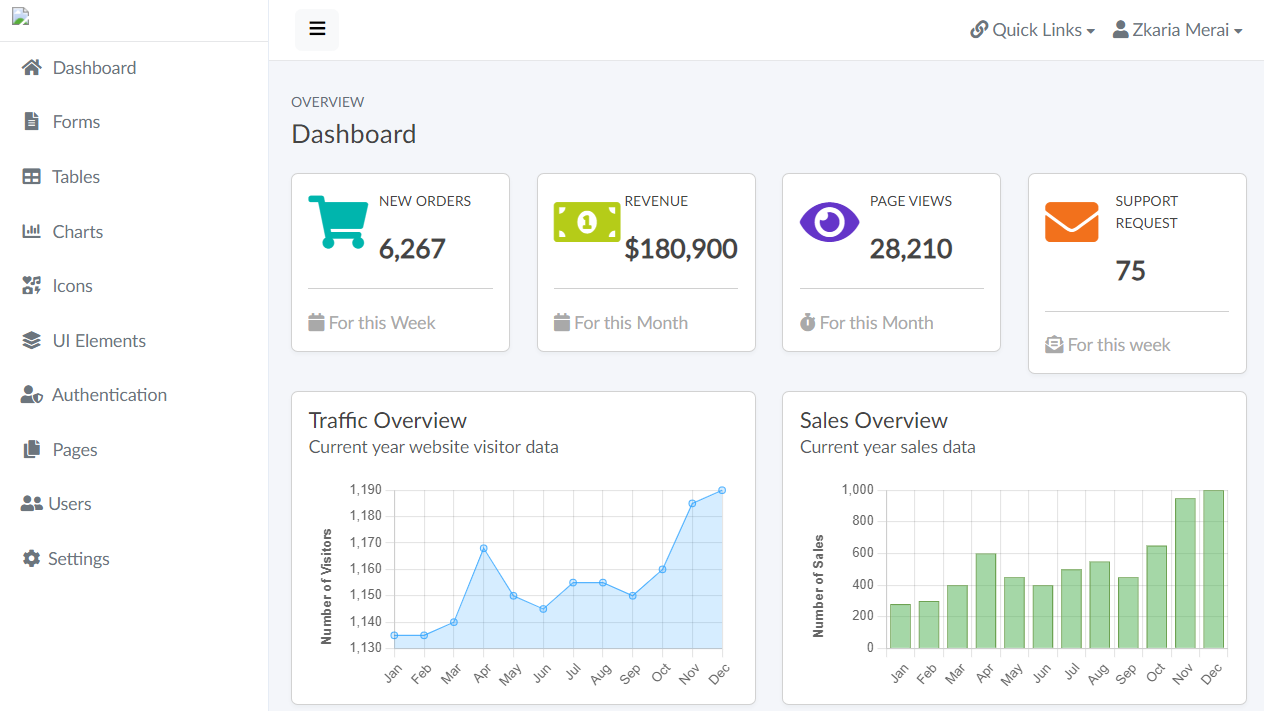 Quick Links
Zkaria Merai
Dashboard
Forms
Tables
Charts
Icons
UI Elements
Authentication
Pages
Users
Settings
OVERVIEW
Dashboard
NEW ORDERS
6,267
For this Week
REVENUE
1
$180,900
For this Month
PAGE VIEWS
28,210
For this Month
SUPPORT
REQUEST
75
For this week
Traffic Overview
Current year website visitor data
Number of Visitors
1,190
1,180
1,170
1,160
1,150
1,140
1,130
Jan Feb Mar Apr May Jun Jul Aug Sep Oct Nov Dec
Sales Overview
Current year sales data
Number of Sales
1,000
800
600
400
200
0
Jan Feb Mar Apr May Jun Jul Aug Sep Oct Nov Dec